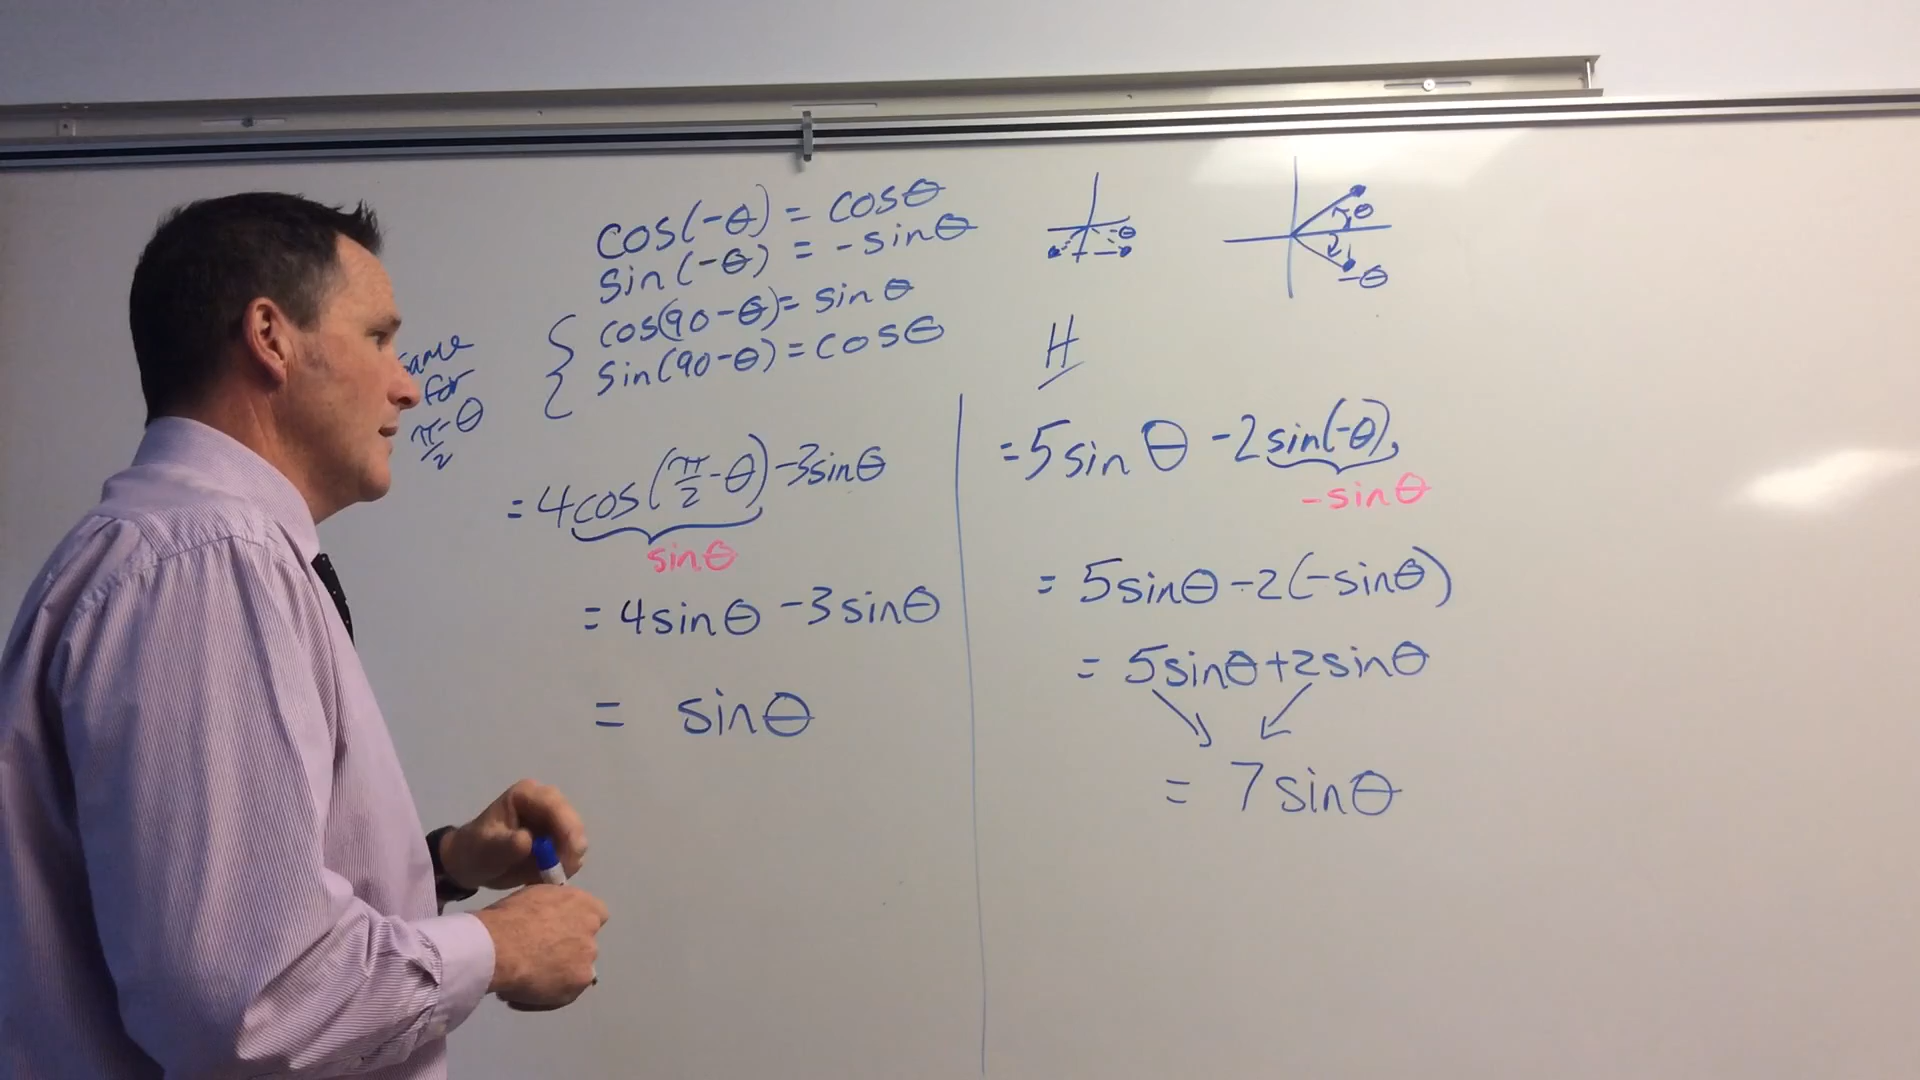 cos(-θ) = cosθ
sin(-θ) = -sinθ
cos(90-θ)= sinθ
sin(90-θ)=cosθ
for
π/2-θ
=4cos(π/2-θ)-3sinθ
sinθ
=4sinθ-3sinθ
= sinθ
θ
θ
-θ
H
=5sinθ-2sin(-θ)
-sinθ
= 5sinθ-2(-sinθ)
= 5sinθ+2sinθ
= 7sinθ